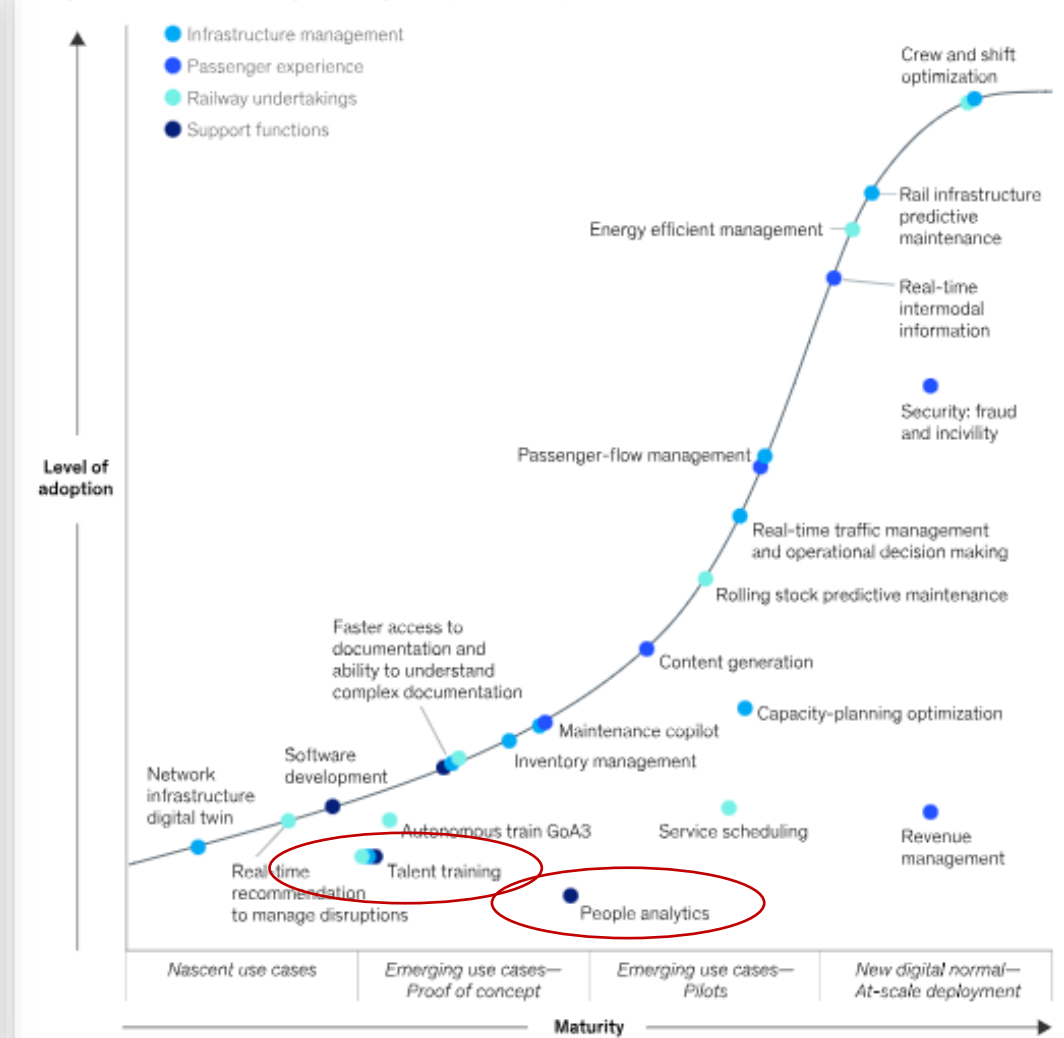 Infrastructure management
Passenger experience
Railway undertakings
Support functions
Crew and shift
optimization
Rail infrastructure
predictive
maintenance
Energy efficient management
Real-time
intermodal
information
Security: fraud
and incivility
Level of
adoption
Passenger-flow management
Real-time traffic management
and operational decision making
Rolling stock predictive maintenance
Faster access to
documentation and
ability to understand
complex documentation
Content generation
Capacity-planning optimization
Maintenance copilot
Inventory management
Software
development
Network
infrastructure
digital twin
Autonomous train GoA3
Service scheduling
Revenue
management
Real-time
recommendation
to manage disruptions
Talent training
People analytics
Nascent use cases
Emerging use cases—
Proof of concept
Emerging use cases—
Pilots
New digital normal—
At-scale deployment
Maturity